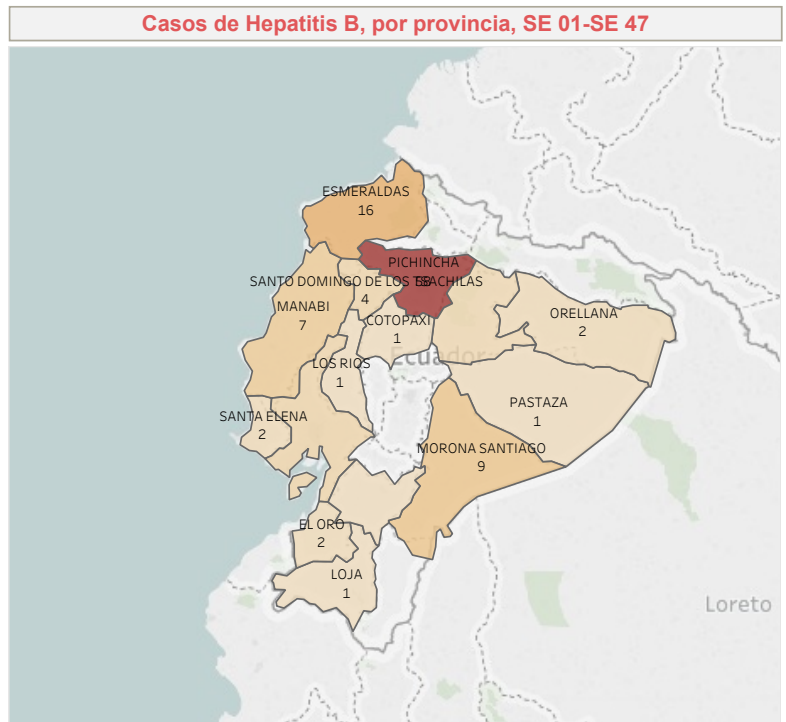 Casos de Hepatitis B, por provincia, SE 01-SE 47
ESMERALDAS
16
PICHINCHA
SANTO DOMINGO DE LOS TSACHILAS
4
MANABI
7
COTOPAXI
1
ORELLANA
2
Ecuador
LOS RIOS
1
PASTAZA
1
SANTA ELENA
2
MORONA SANTIAGO
9
EL ORO
2
LOJA
1
Loreto